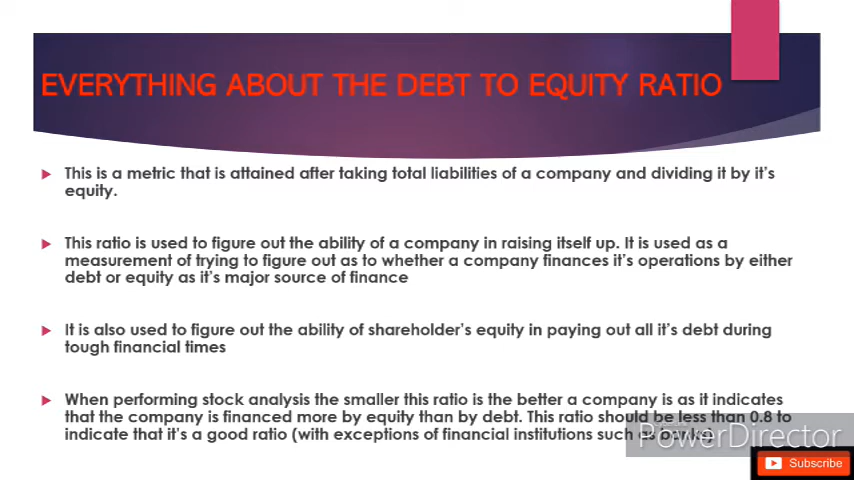 EVERYTHING ABOUT THE DEBT TO EQUITY RATIO
This is a metric that is attained after taking total liabilities of a company and dividing it by it's
equity.
This ratio is used to figure out the ability of a company in raising itself up. It is used as a
measurement of trying to figure out as to whether a company finances it's operations by either
debt or equity as it's major source of finance
It is also used to figure out the ability of shareholder's equity in paying out all it's debt during
tough financial times
When performing stock analysis the smaller this ratio is the better a company is as it indicates
that the company is financed more by equity than by debt. This ratio should be less than 0.8 to
indicate that it's a good ratio (with exceptions of financial institutions such as banks)
PowerDirector
Subscribe